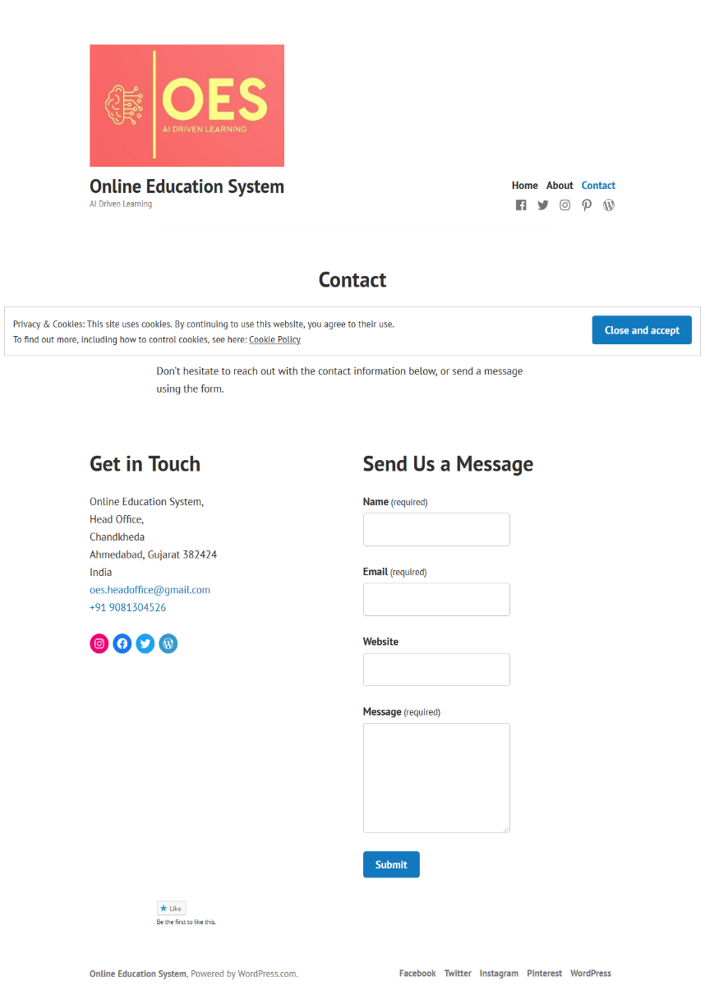 OES
AI DRIVEN LEARNING
Online Education System
AI Driven Learning
Home About Contact
Contact
Privacy & Cookies: This site uses cookies. By continuing to use this website, you agree to their use.
To find out more, including how to control cookies, see here: Cookie Policy
Close and accept
Don't hesitate to reach out with the contact information below, or send a message
using the form.
Get in Touch
Online Education System,
Head Office,
Chandkheda
Ahmedabad, Gujarat 382424
India
oes.headoffice@gmail.com
+91 9081304526
Send Us a Message
Name (required)
Email (required)
Website
Message (required)
Submit
Like
Be the first to like this.
Online Education System, Powered by WordPress.com.
Facebook Twitter Instagram Pinterest WordPress